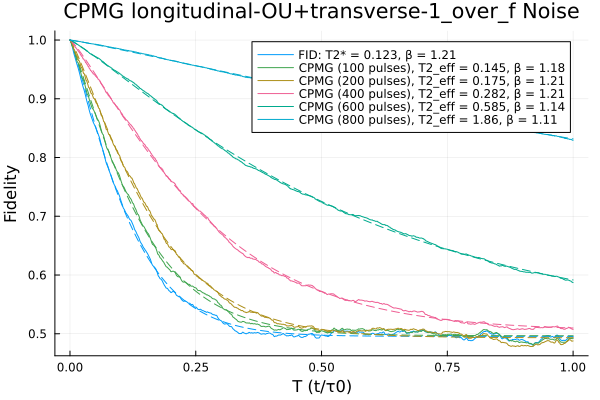 CPMG longitudinal-OU+transverse-1_over_f Noise
FID: T2* = 0.123, β = 1.21
CPMG (100 pulses), T2_eff = 0.145, β = 1.18
CPMG (200 pulses), T2_eff = 0.175, β = 1.21
CPMG (400 pulses), T2_eff = 0.282, β = 1.21
CPMG (600 pulses), T2_eff = 0.585, β = 1.14
CPMG (800 pulses), T2_eff = 1.86, β = 1.11
Fidelity
1.0
0.9
0.8
0.7
0.6
0.5
0.00 0.25 0.50 0.75 1.00
T (t/τ0)